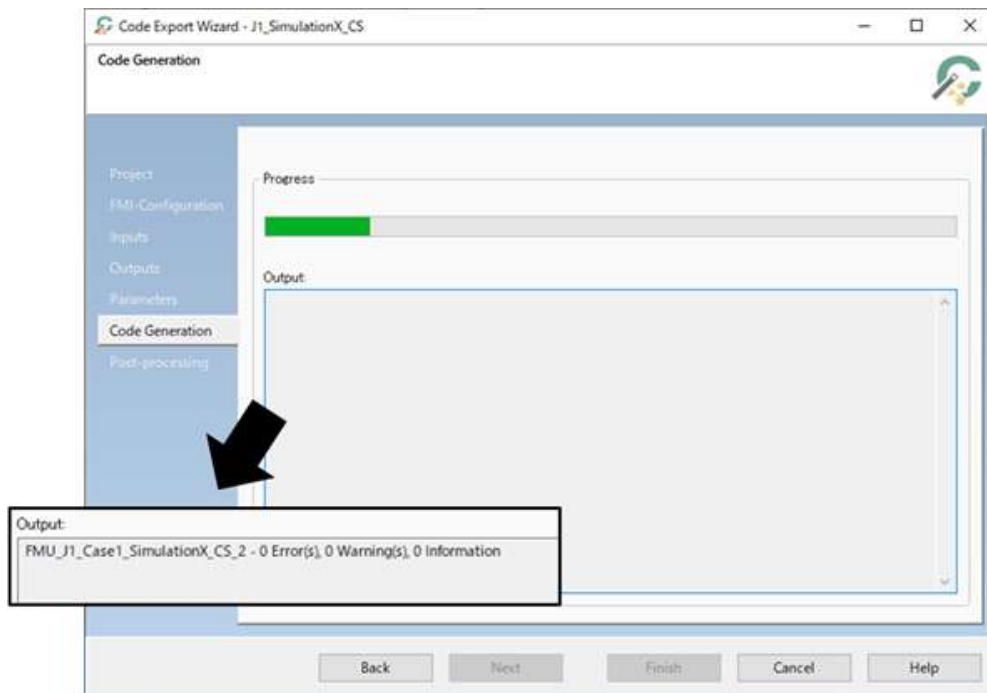 Code Export Wizard - J1_SimulationX_CS
Code Generation
Project
FMI-Configuration
Inputs
Outputs
Parameters
Code Generation
Post-processing
Progress
Output:
Output:
FMU_J1_Case1_SimulationX_CS_2 - 0 Error(s), 0 Warning(s), 0 Information
Back
Next
Finish
Cancel
Help